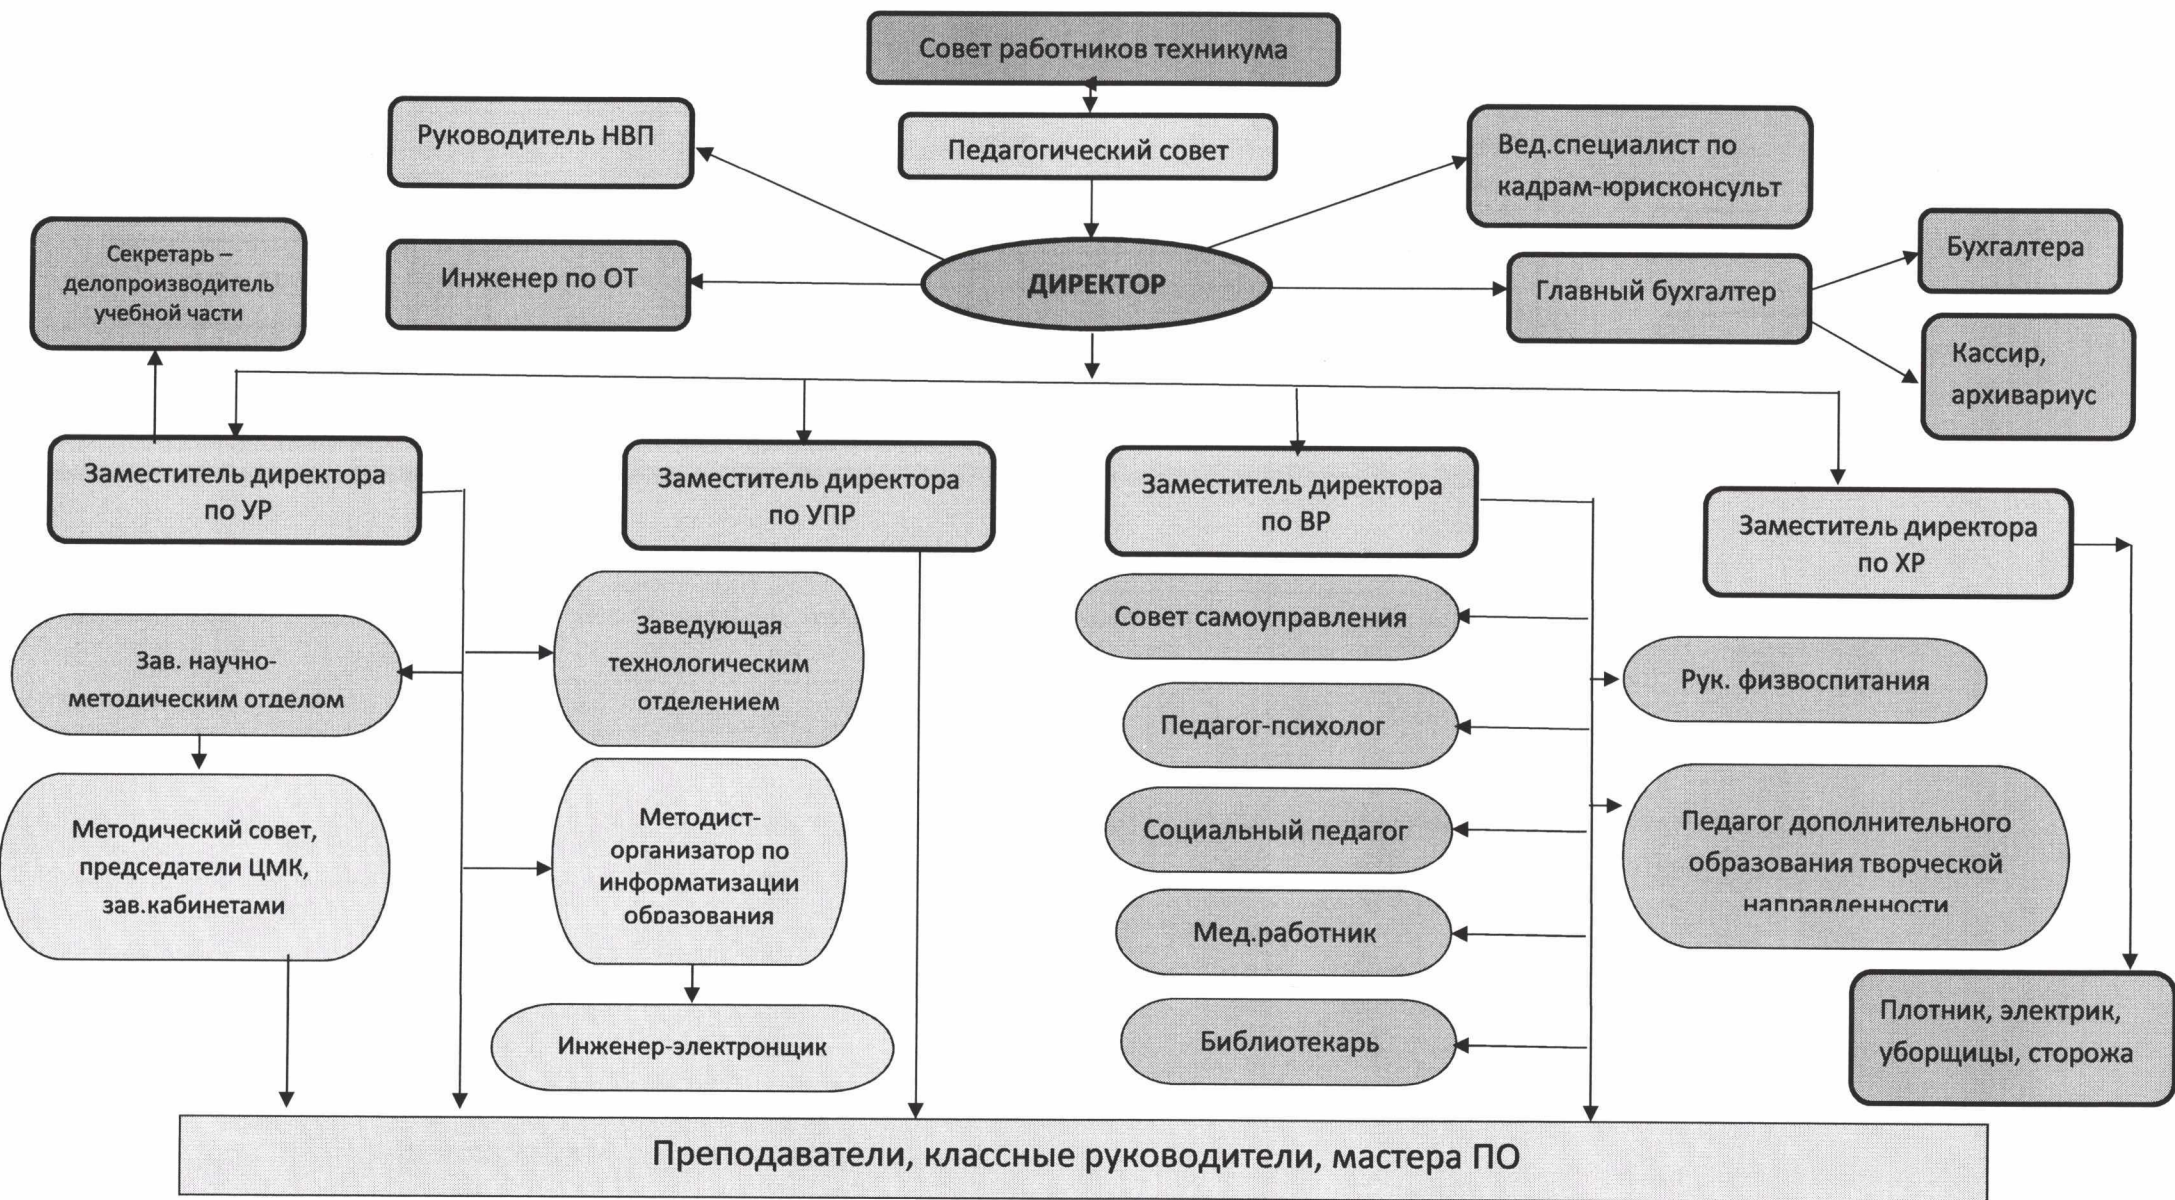 Совет работников техникума
Руководитель НВП
Педагогический совет
Вед.специалист по
кадрам-юрисконсульт
Секретарь –
делопроизводитель
учебной части
Инженер по ОТ
ДИРЕКТОР
Главный бухгалтер
Бухгалтера
Кассир,
архивариус
Заместитель директора
по УР
Заместитель директора
по УПР
Заместитель директора
по ВР
Заместитель директора
по ХР
Зав. научно-
методическим отделом
Методический совет,
председатели ЦМК,
зав.кабинетами
Заведующая
технологическим
отделением
Методист-
организатор по
информатизации
образования
Инженер-электронщик
Совет самоуправления
Педагог-психолог
Социальный педагог
Мед.работник
Библиотекарь
Рук. физвоспитания
Педагог дополнительного
образования творческой
направленности
Плотник, электрик,
уборщицы, сторожа
Преподаватели, классные руководители, мастера ПО